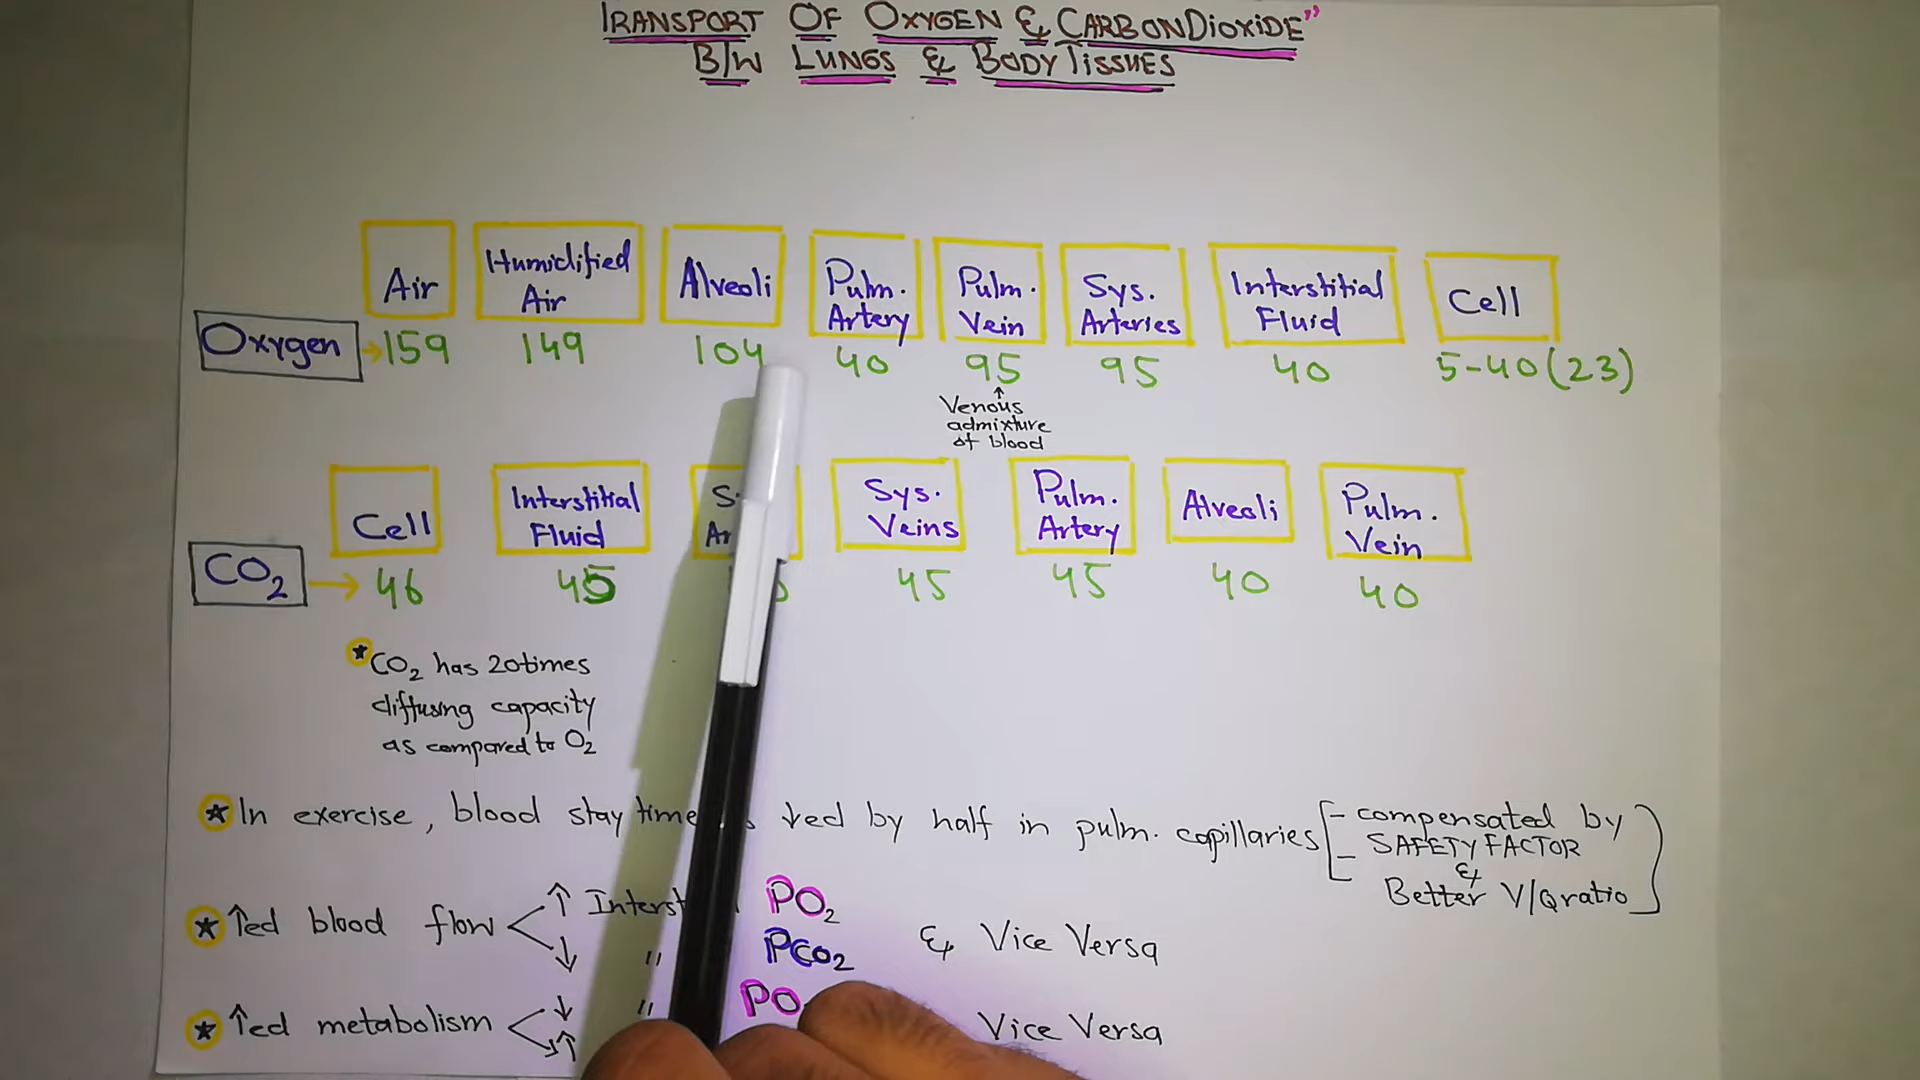 TRANSPORT OF OXYGEN & CARBONDIOXIDE"
B/W LUNGS & BODY TISSUES
Air
Humidified
Air
Alveoli
Pulm.
Artery
Pulm.
Vein
Sys.
Arteries
Interstitial
Fluid
Cell
Oxygen → 159 149 104 40 95 95 40 5-40(23)
↑
Venous
admixture
of blood
Cell
Interstitial
Fluid
Sys.
Veins
Pulm.
Artery
Alveoli
Pulm.
Vein
CO₂ → 46 45 45 45 40 40
*CO₂ has 20times
diffusing capacity
as compared to O₂
★ In exercise, blood stay time ↓ed by half in pulm. capillaries [- compensated by
- SAFETY FACTOR
&
Better V/Q ratio
★ ↑ed blood flow < ↑ PO₂
↓ " PCO₂ & Vice Versa
★ ↑ed metabolism < ↓ "
↑ Vice Versa